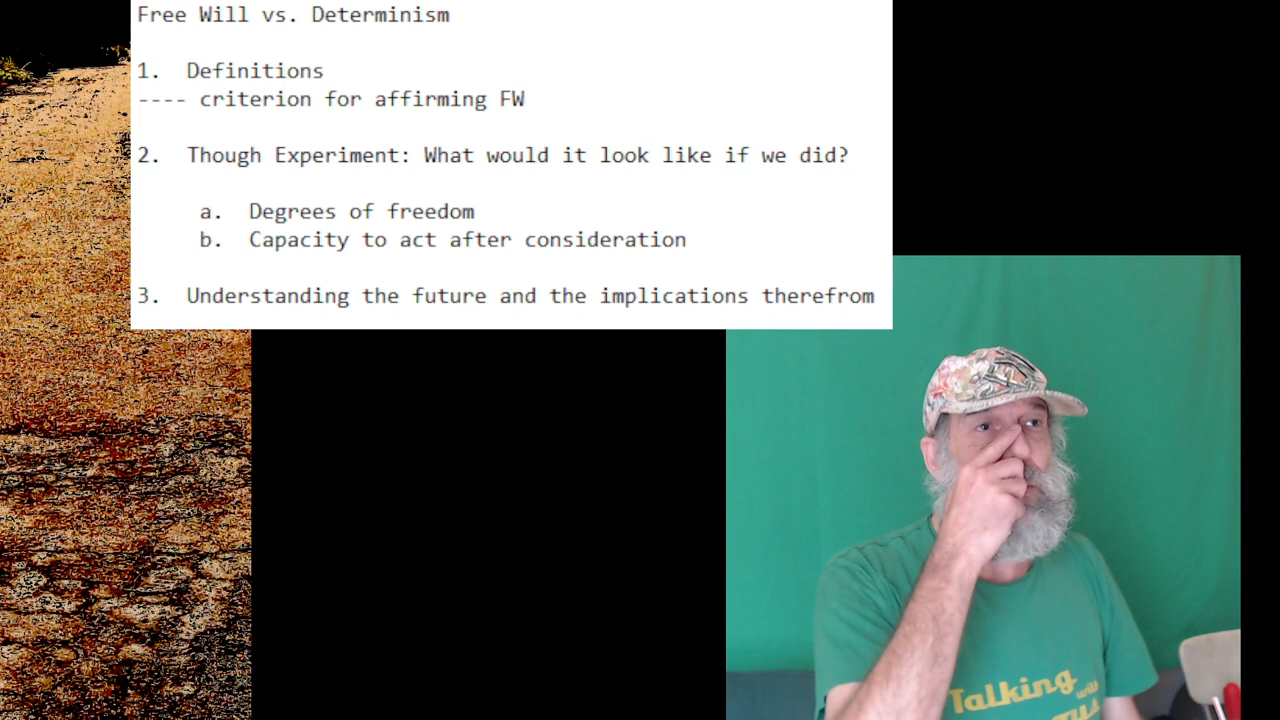 Free Will vs. Determinism
1. Definitions
---- criterion for affirming FW
2. Though Experiment: What would it look like if we did?
a. Degrees of freedom
b. Capacity to act after consideration
3. Understanding the future and the implications therefrom
Talking
with